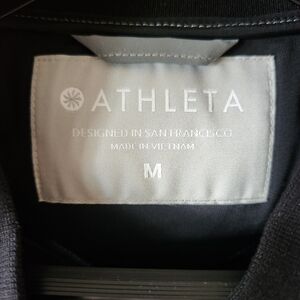 ATHLETA
DESIGNED IN SAN FRANCISCO
MADE IN VIETNAM
M